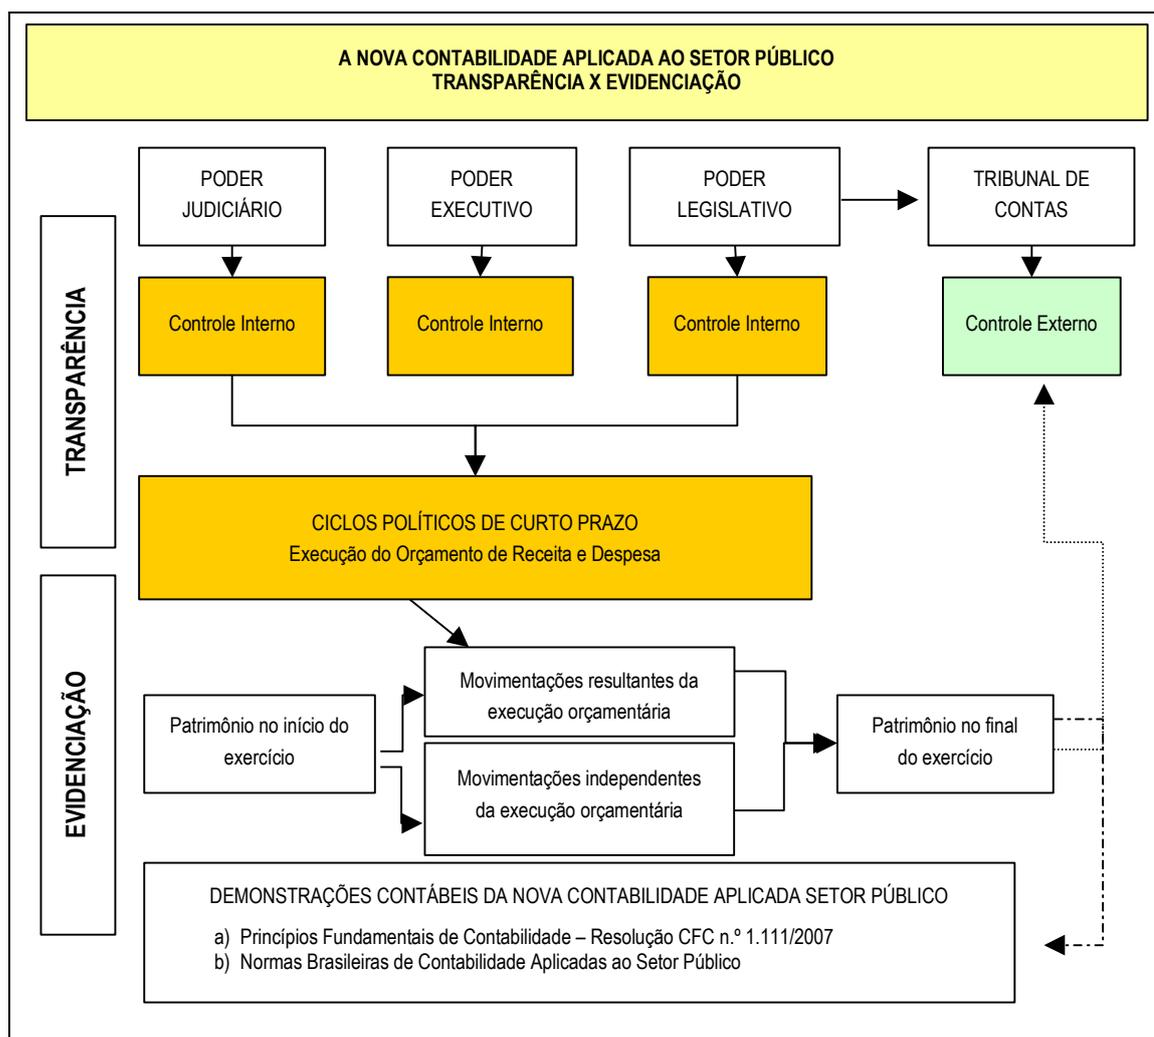 A NOVA CONTABILIDADE APLICADA AO SETOR PÚBLICO
TRANSPARÊNCIA X EVIDENCIAÇÃO
PODER
JUDICIÁRIO
PODER
EXECUTIVO
PODER
LEGISLATIVO
TRIBUNAL DE
CONTAS
TRANSPARÊNCIA
Controle Interno
Controle Interno
Controle Interno
Controle Externo
CICLOS POLÍTICOS DE CURTO PRAZO
Execução do Orçamento de Receita e Despesa
EVIDENCIAÇÃO
Patrimônio no início do
exercício
Movimentações resultantes da
execução orçamentária
Movimentações independentes
da execução orçamentária
Patrimônio no final
do exercício
DEMONSTRAÇÕES CONTÁBEIS DA NOVA CONTABILIDADE APLICADA SETOR PÚBLICO
a) Princípios Fundamentais de Contabilidade – Resolução CFC n.º 1.111/2007
b) Normas Brasileiras de Contabilidade Aplicadas ao Setor Público